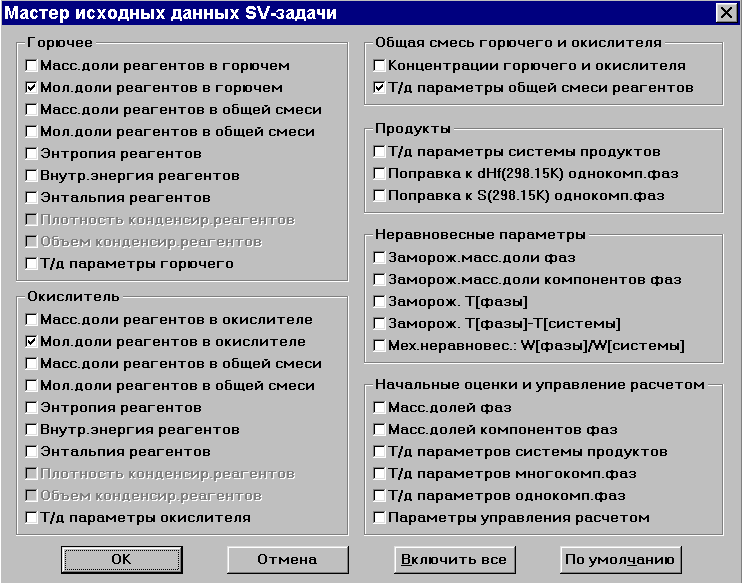 Мастер исходных данных SV-задачи
Горючее
Масс.доли реагентов в горючем
Мол.доли реагентов в горючем
Масс.доли реагентов в общей смеси
Мол.доли реагентов в общей смеси
Энтропия реагентов
Внутр.энергия реагентов
Энтальпия реагентов
Плотность конденсир.реагентов
Объем конденсир.реагентов
Т/д параметры горючего
Окислитель
Масс.доли реагентов в окислителе
Мол.доли реагентов в окислителе
Масс.доли реагентов в общей смеси
Мол.доли реагентов в общей смеси
Энтропия реагентов
Внутр.энергия реагентов
Энтальпия реагентов
Плотность конденсир.реагентов
Объем конденсир.реагентов
Т/д параметры окислителя
Общая смесь горючего и окислителя
Концентрации горючего и окислителя
Т/д параметры общей смеси реагентов
Продукты
Т/д параметры системы продуктов
Поправка к dHf(298.15K) однокомп.фаз
Поправка к S(298.15K) однокомп.фаз
Неравновесные параметры
Заморож.масс.доли фаз
Заморож.масс.доли компонентов фаз
Заморож. Т[фазы]
Заморож. Т[фазы]-Т[системы]
Мех.неравновес.: W[фазы]/W[системы]
Начальные оценки и управление расчетом
Масс.долей фаз
Масс.долей компонентов фаз
Т/д параметров системы продуктов
Т/д параметров многокомп.фаз
Т/д параметров однокомп.фаз
Параметры управления расчетом
OK
Отмена
Включить все
По умолчанию